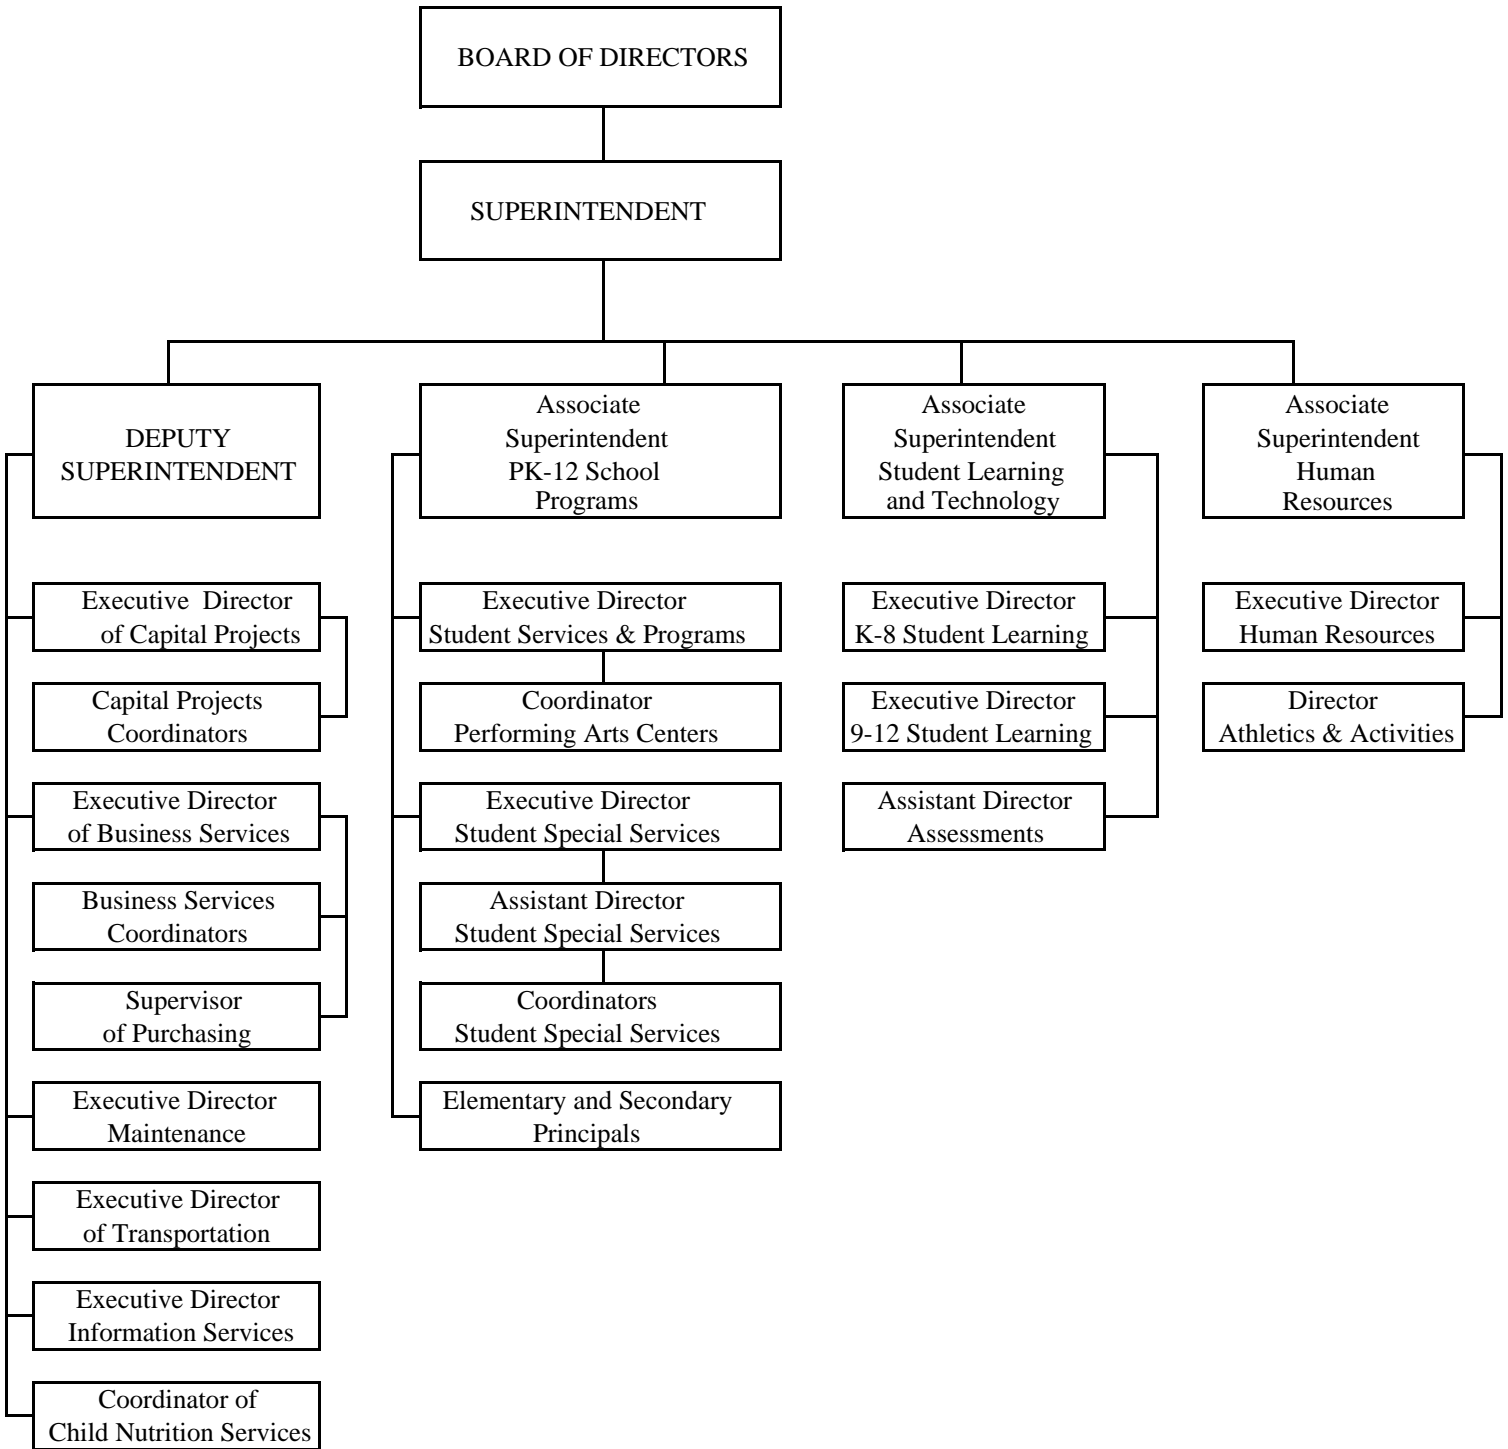 BOARD OF DIRECTORS
SUPERINTENDENT
DEPUTY
SUPERINTENDENT
Executive Director
of Capital Projects
Capital Projects
Coordinators
Executive Director
of Business Services
Business Services
Coordinators
Supervisor
of Purchasing
Executive Director
Maintenance
Executive Director
of Transportation
Executive Director
Information Services
Coordinator of
Child Nutrition Services
Associate
Superintendent
PK-12 School
Programs
Executive Director
Student Services & Programs
Coordinator
Performing Arts Centers
Executive Director
Student Special Services
Assistant Director
Student Special Services
Coordinators
Student Special Services
Elementary and Secondary
Principals
Associate
Superintendent
Student Learning
and Technology
Executive Director
K-8 Student Learning
Executive Director
9-12 Student Learning
Assistant Director
Assessments
Associate
Superintendent
Human
Resources
Executive Director
Human Resources
Director
Athletics & Activities